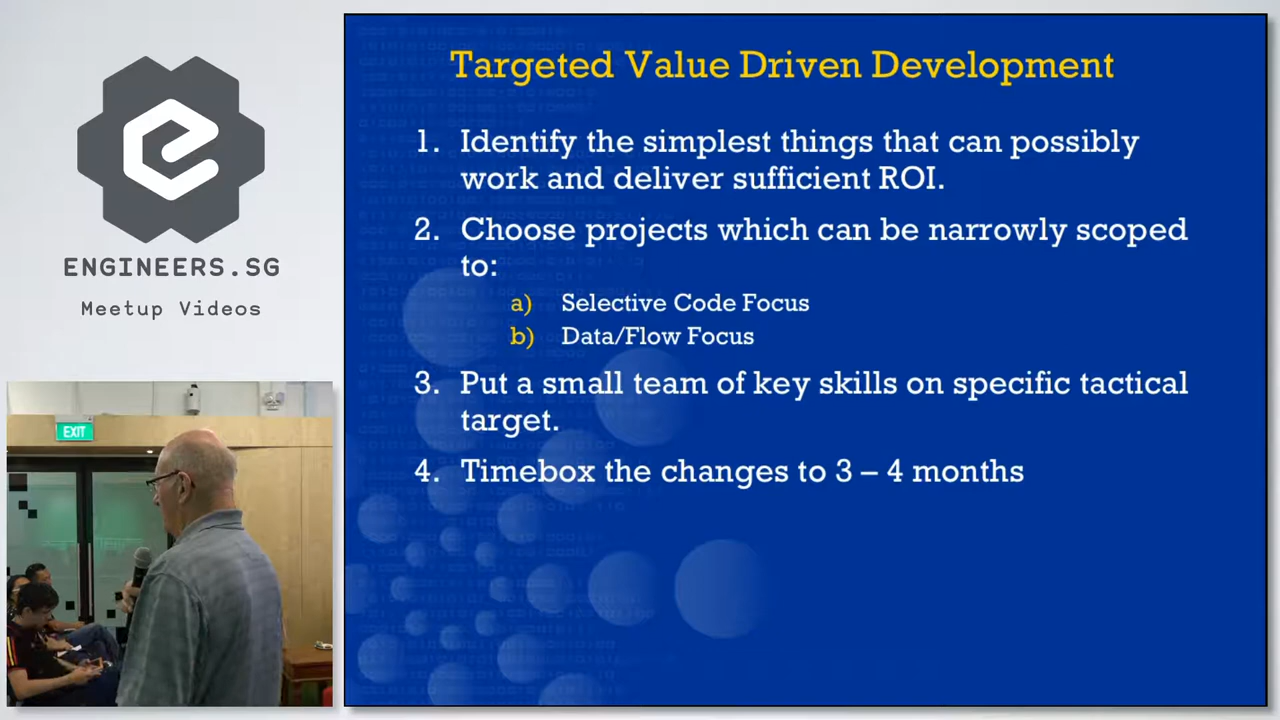 ENGINEERS.SG
Meetup Videos
EXIT
Targeted Value Driven Development
1. Identify the simplest things that can possibly
work and deliver sufficient ROI.
2. Choose projects which can be narrowly scoped
to:
a) Selective Code Focus
b) Data/Flow Focus
3. Put a small team of key skills on specific tactical
target.
4. Timebox the changes to 3 – 4 months